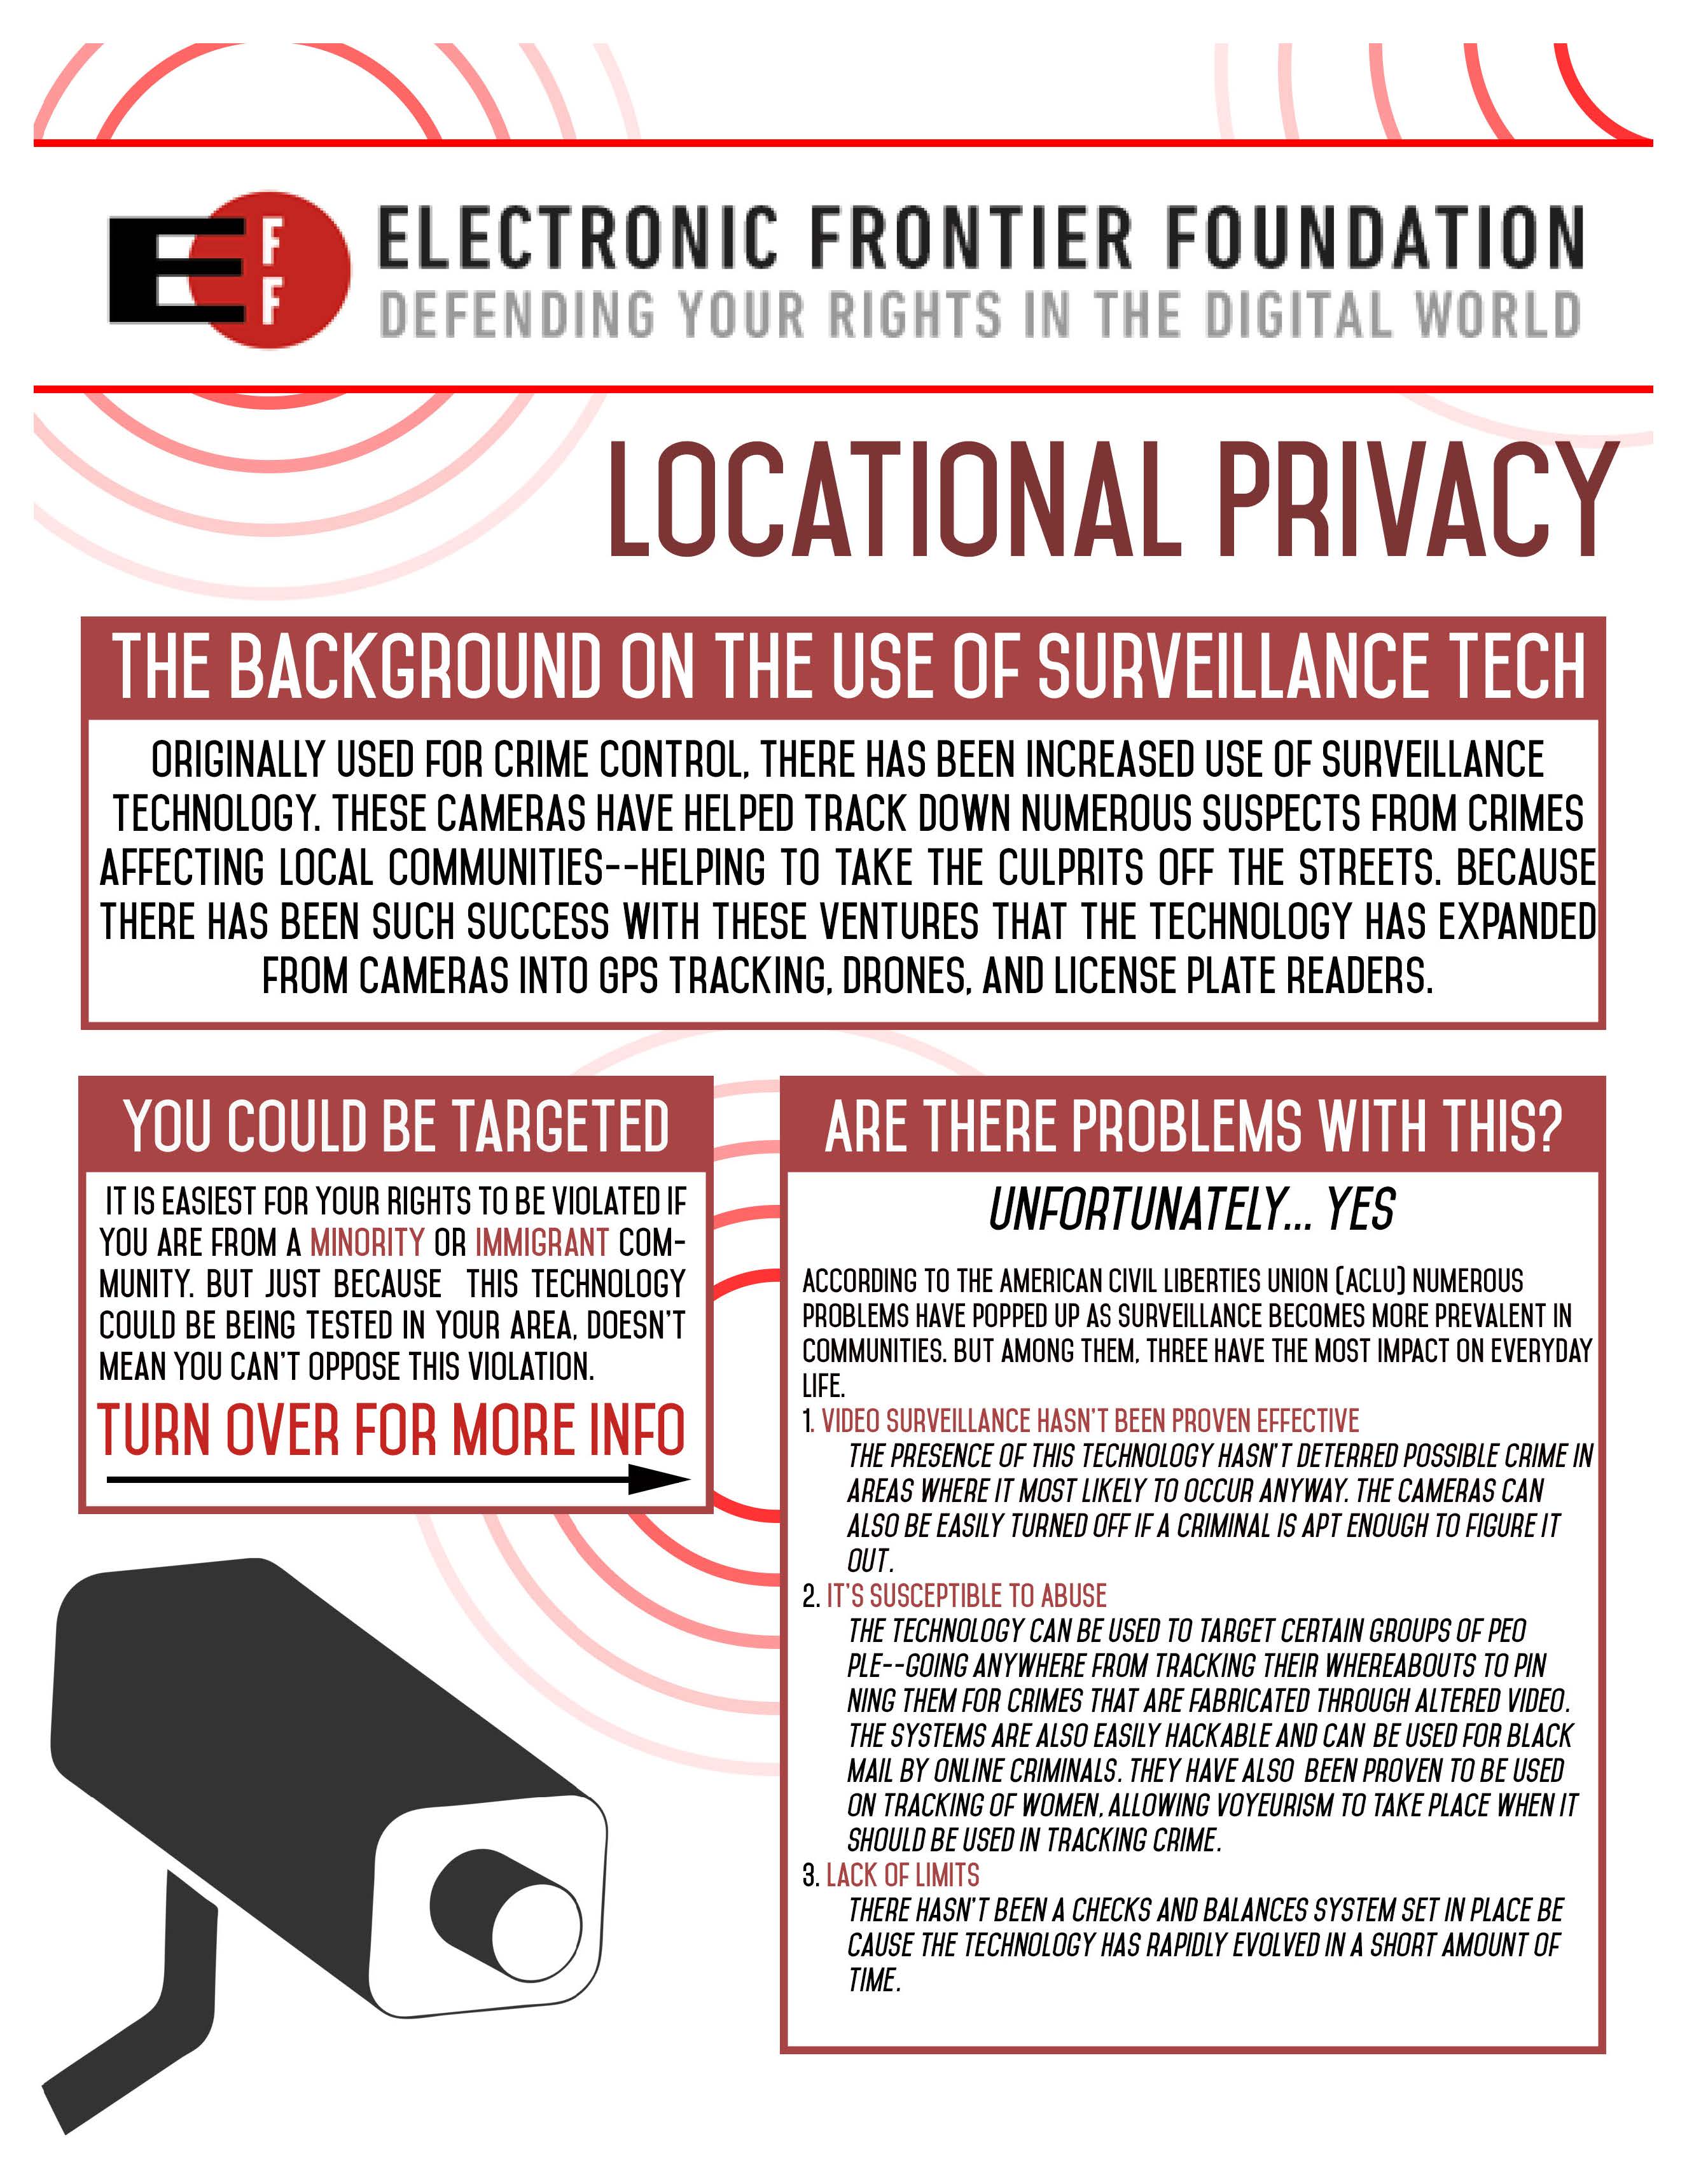 E F F
ELECTRONIC FRONTIER FOUNDATION
DEFENDING YOUR RIGHTS IN THE DIGITAL WORLD
LOCATIONAL PRIVACY
THE BACKGROUND ON THE USE OF SURVEILLANCE TECH
ORIGINALLY USED FOR CRIME CONTROL, THERE HAS BEEN INCREASED USE OF SURVEILLANCE
TECHNOLOGY. THESE CAMERAS HAVE HELPED TRACK DOWN NUMEROUS SUSPECTS FROM CRIMES
AFFECTING LOCAL COMMUNITIES--HELPING TO TAKE THE CULPRITS OFF THE STREETS. BECAUSE
THERE HAS BEEN SUCH SUCCESS WITH THESE VENTURES THAT THE TECHNOLOGY HAS EXPANDED
FROM CAMERAS INTO GPS TRACKING, DRONES, AND LICENSE PLATE READERS.
YOU COULD BE TARGETED
IT IS EASIEST FOR YOUR RIGHTS TO BE VIOLATED IF
YOU ARE FROM A MINORITY OR IMMIGRANT COM-
MUNITY. BUT JUST BECAUSE THIS TECHNOLOGY
COULD BE BEING TESTED IN YOUR AREA, DOESN'T
MEAN YOU CAN'T OPPOSE THIS VIOLATION.
TURN OVER FOR MORE INFO
ARE THERE PROBLEMS WITH THIS?
UNFORTUNATELY... YES
ACCORDING TO THE AMERICAN CIVIL LIBERTIES UNION (ACLU) NUMEROUS
PROBLEMS HAVE POPPED UP AS SURVEILLANCE BECOMES MORE PREVALENT IN
COMMUNITIES. BUT AMONG THEM, THREE HAVE THE MOST IMPACT ON EVERYDAY
LIFE.
1. VIDEO SURVEILLANCE HASN'T BEEN PROVEN EFFECTIVE
THE PRESENCE OF THIS TECHNOLOGY HASN'T DETERRED POSSIBLE CRIME IN
AREAS WHERE IT MOST LIKELY TO OCCUR ANYWAY. THE CAMERAS CAN
ALSO BE EASILY TURNED OFF IF A CRIMINAL IS APT ENOUGH TO FIGURE IT
OUT.
2. IT'S SUSCEPTIBLE TO ABUSE
THE TECHNOLOGY CAN BE USED TO TARGET CERTAIN GROUPS OF PEO
PLE--GOING ANYWHERE FROM TRACKING THEIR WHEREABOUTS TO PIN
NING THEM FOR CRIMES THAT ARE FABRICATED THROUGH ALTERED VIDEO.
THE SYSTEMS ARE ALSO EASILY HACKABLE AND CAN BE USED FOR BLACK
MAIL BY ONLINE CRIMINALS. THEY HAVE ALSO BEEN PROVEN TO BE USED
ON TRACKING OF WOMEN, ALLOWING VOYEURISM TO TAKE PLACE WHEN IT
SHOULD BE USED IN TRACKING CRIME.
3. LACK OF LIMITS
THERE HASN'T BEEN A CHECKS AND BALANCES SYSTEM SET IN PLACE BE
CAUSE THE TECHNOLOGY HAS RAPIDLY EVOLVED IN A SHORT AMOUNT OF
TIME.